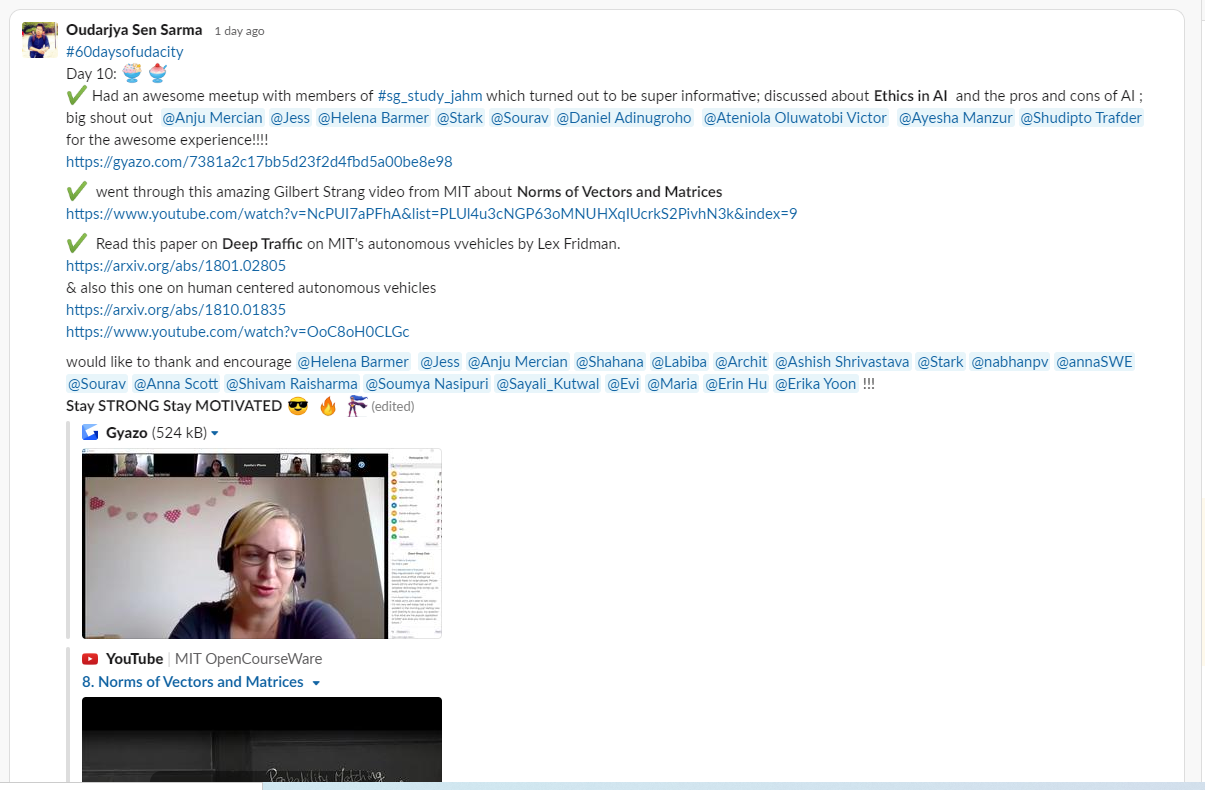 Oudarjya Sen Sarma 1 day ago
#60daysofudacity
Day 10:
Had an awesome meetup with members of #sg_study_jahm which turned out to be super informative; discussed about Ethics in AI and the pros and cons of AI ;
big shout out @Anju Mercian @Jess @Helena Barmer @Stark @Sourav @Daniel Adinugroho @Ateniola Oluwatobi Victor @Ayesha Manzur @Shudipto Trafder
for the awesome experience!!!!
https://gyazo.com/7381a2c17bb5d23f2d4fbd5a00be8e98
went through this amazing Gilbert Strang video from MIT about Norms of Vectors and Matrices
https://www.youtube.com/watch?v=NcPUI7aPFhA&list=PLUl4u3cNGP63oMNUHXqIUcrkS2PivhN3k&index=9
Read this paper on Deep Traffic on MIT's autonomous vvehicles by Lex Fridman.
https://arxiv.org/abs/1801.02805
& also this one on human centered autonomous vehicles
https://arxiv.org/abs/1810.01835
https://www.youtube.com/watch?v=OoC8oH0CLGc
would like to thank and encourage @Helena Barmer @Jess @Anju Mercian @Shahana @Labiba @Archit @Ashish Shrivastava @Stark @nabhanpv @annaSWE
@Sourav @Anna Scott @Shivam Raisharma @Soumya Nasipuri @Sayali_Kutwal @Evi @Maria @Erin Hu @Erika Yoon !!!
Stay STRONG Stay MOTIVATED (edited)
Gyazo (524 kB)
YouTube | MIT OpenCourseWare
8. Norms of Vectors and Matrices
Probability Matching